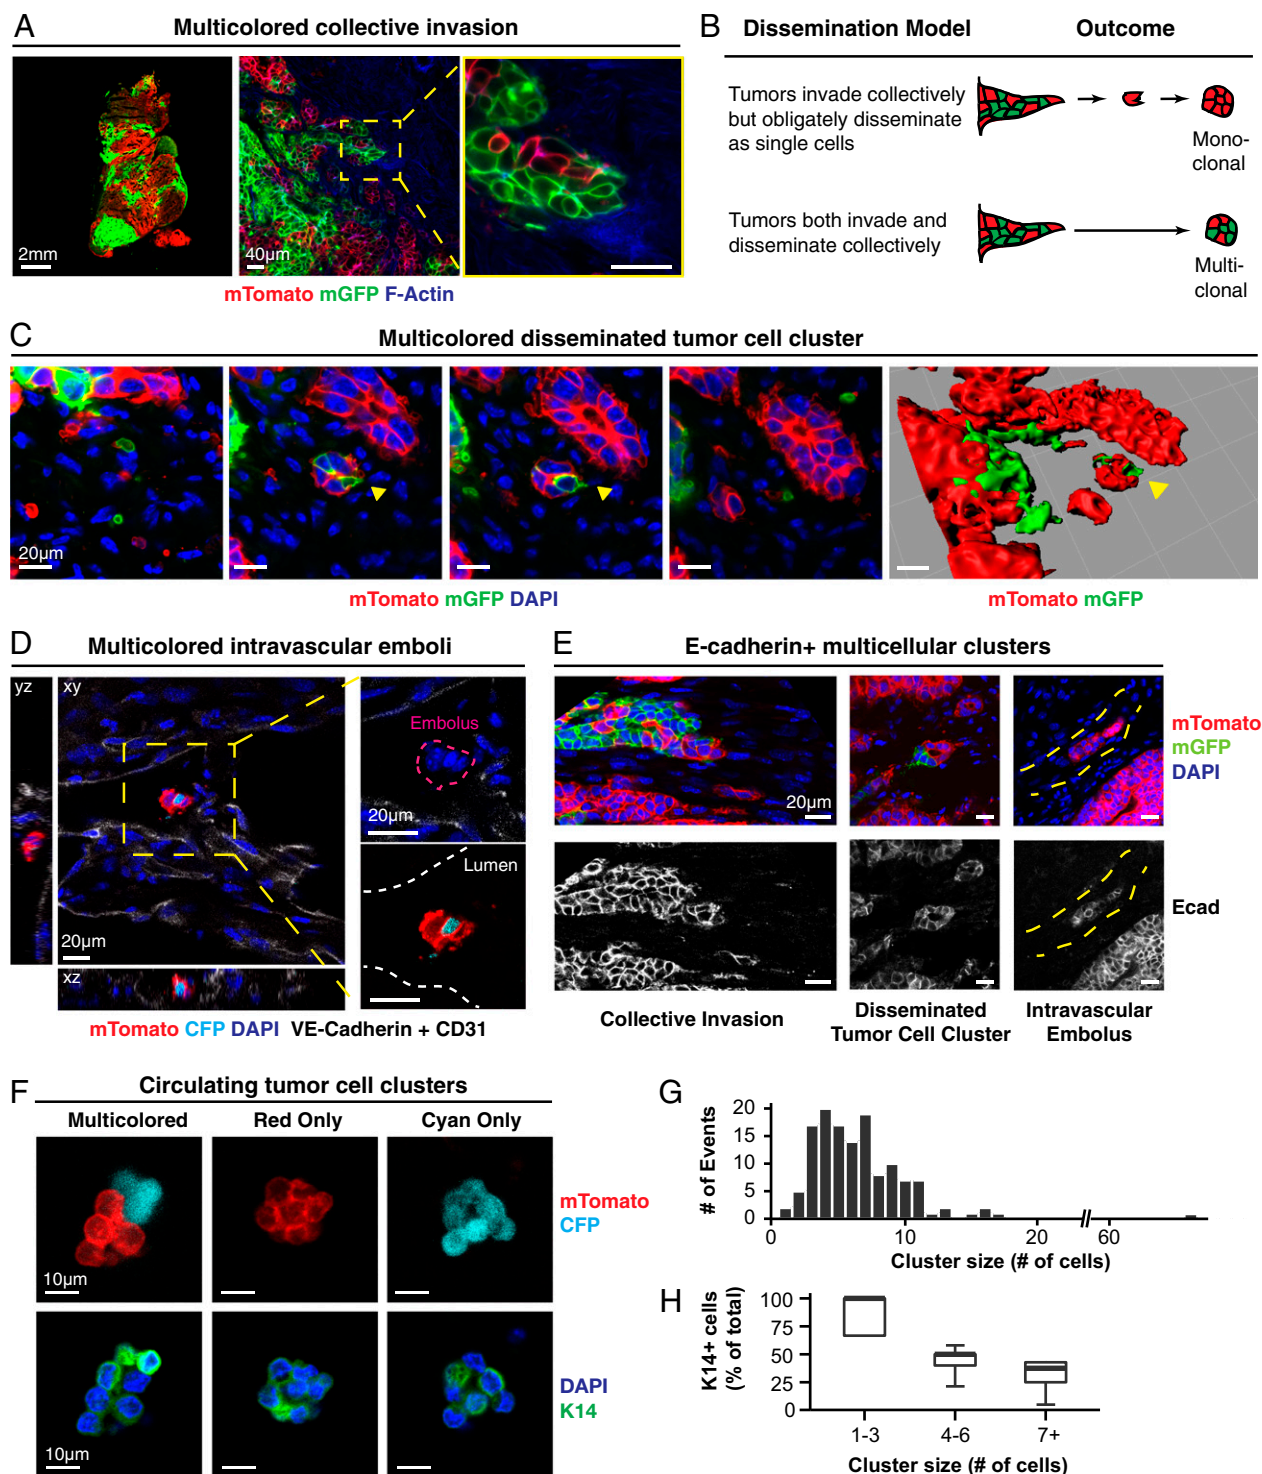 A
Multicolored collective invasion
2mm
40µm
mTomato mGFP F-Actin
B
Dissemination Model
Outcome
Tumors invade collectively
but obligately disseminate
as single cells
Mono-
clonal
Tumors both invade and
disseminate collectively
Multi-
clonal
C
Multicolored disseminated tumor cell cluster
20µm
mTomato mGFP DAPI
mTomato mGFP
D
Multicolored intravascular emboli
yz
xy
20µm
xz
Embolus
20µm
Lumen
mTomato CFP DAPI VE-Cadherin + CD31
E
E-cadherin+ multicellular clusters
20µm
mTomato
mGFP
DAPI
Ecad
Collective Invasion
Disseminated
Tumor Cell Cluster
Intravascular
Embolus
F
Circulating tumor cell clusters
Multicolored
Red Only
Cyan Only
10µm
mTomato
CFP
10µm
DAPI
K14
G
# of Events
20
15
10
5
0
0
10
20
60
Cluster size (# of cells)
H
K14+ cells
(% of total)
100
75
50
25
0
1-3
4-6
7+
Cluster size (# of cells)